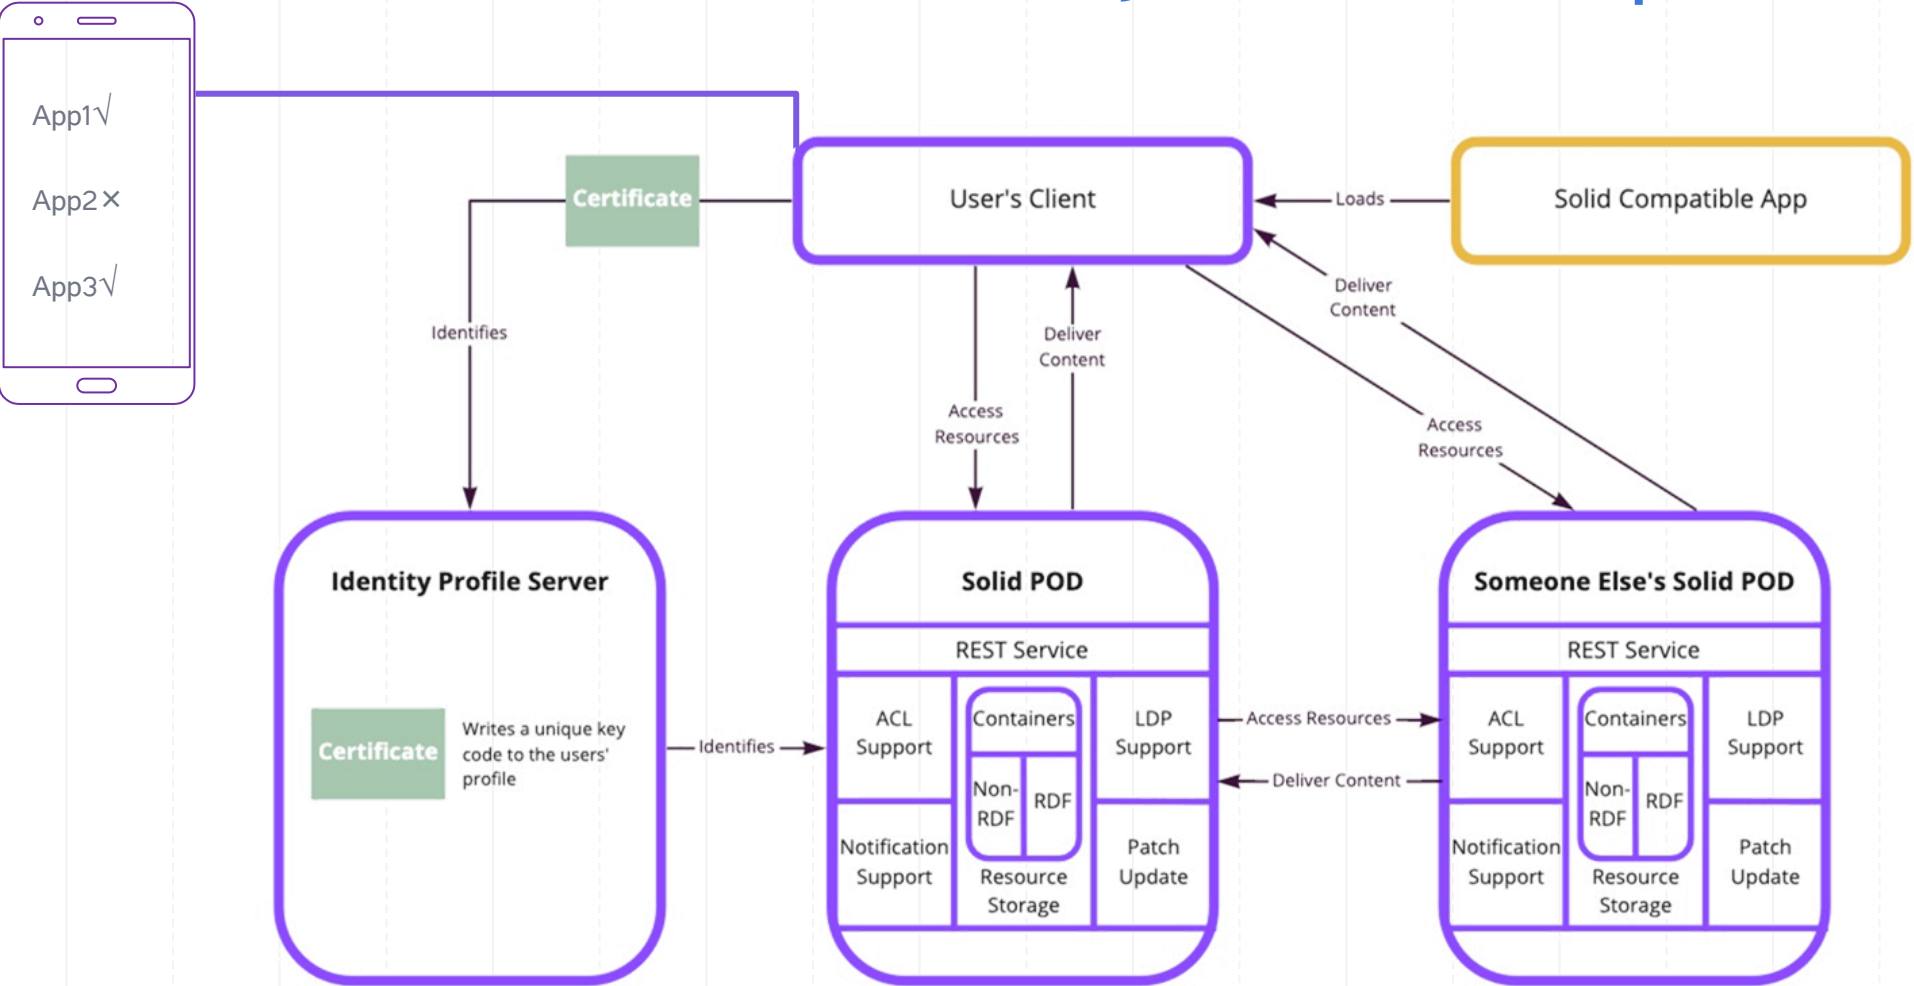 App1√
App2×
App3√
Certificate
User's Client
Loads
Solid Compatible App
Identifies
Deliver
Content
Access
Resources
Deliver
Content
Access
Resources
Identity Profile Server
Certificate
Writes a unique key
code to the users'
profile
Identifies
Solid POD
REST Service
ACL
Support
Containers
Non-
RDF
RDF
LDP
Support
Notification
Support
Resource
Storage
Patch
Update
Access Resources
Deliver Content
Someone Else's Solid POD
REST Service
ACL
Support
Containers
Non-
RDF
RDF
LDP
Support
Notification
Support
Resource
Storage
Patch
Update